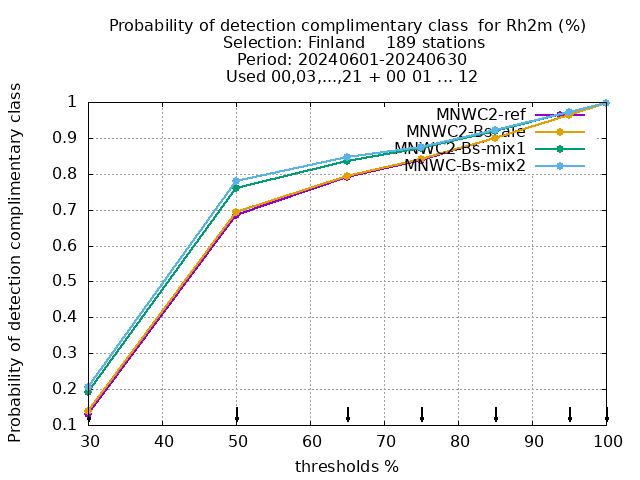 Probability of detection complimentary class  for Rh2m (%)
Selection: Finland    189 stations
Period: 20240601-20240630
Used 00,03,...,21 + 00 01 ... 12
Probability of detection complimentary class
1
0.9
0.8
0.7
0.6
0.5
0.4
0.3
0.2
0.1
MNWC2-ref
MNWC2-Bs-
MNWC2-Bs-mix1
MNWC-Bs-mix2
30 40 50 60 70 80 90 100
thresholds %